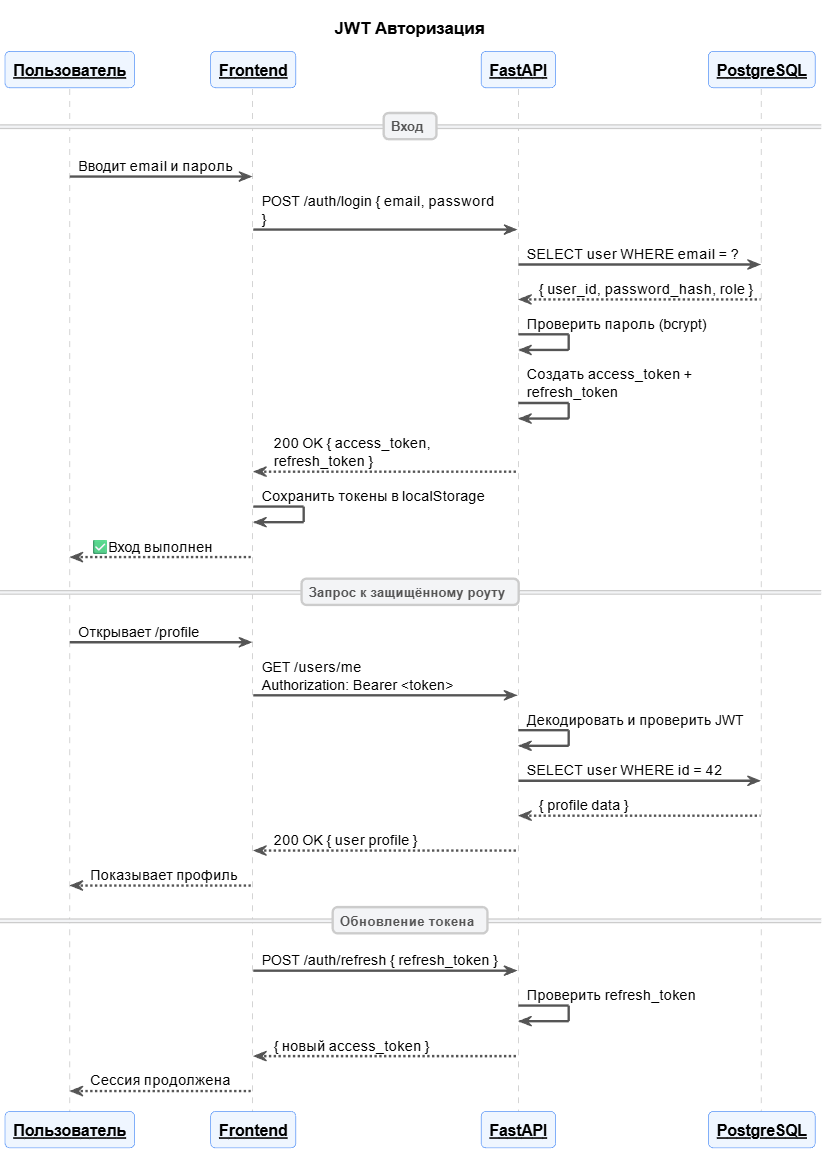 JWT Авторизация
Пользователь
Frontend
FastAPI
PostgreSQL
Вход
Вводит email и пароль
POST /auth/login { email, password
}
SELECT user WHERE email = ?
{ user_id, password_hash, role }
Проверить пароль (bcrypt)
Создать access_token +
refresh_token
200 OK { access_token,
refresh_token }
Сохранить токены в localStorage
✅Вход выполнен
Запрос к защищённому роуту
Открывает /profile
GET /users/me
Authorization: Bearer <token>
Декодировать и проверить JWT
SELECT user WHERE id = 42
{ profile data }
200 OK { user profile }
Показывает профиль
Обновление токена
POST /auth/refresh { refresh_token }
Проверить refresh_token
{ новый access_token }
Сессия продолжена
Пользователь
Frontend
FastAPI
PostgreSQL